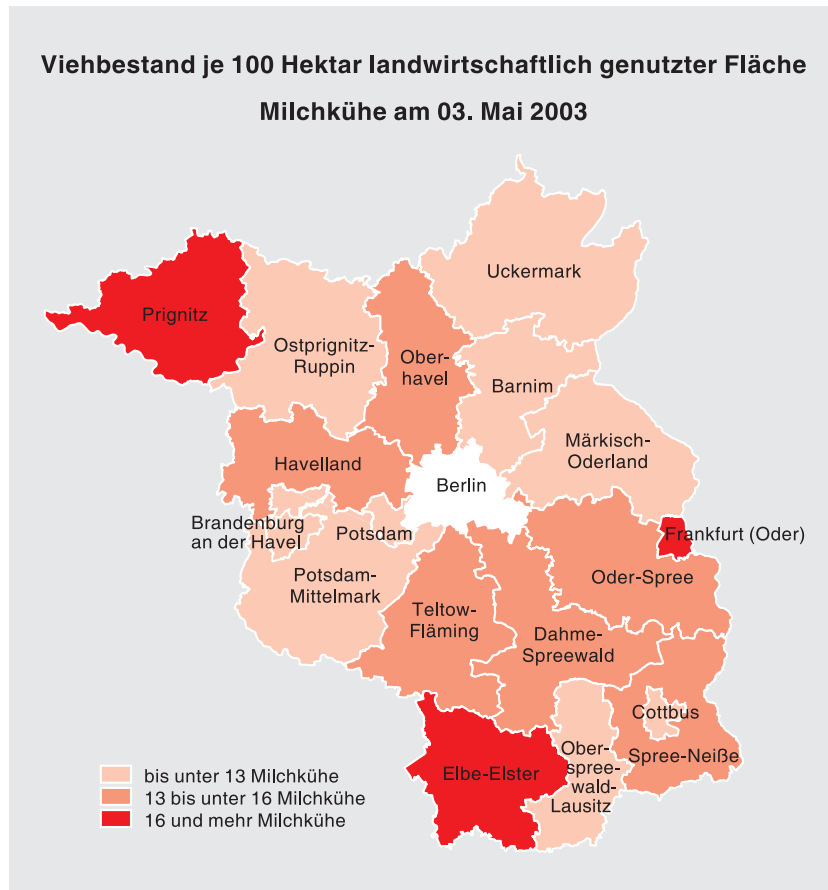 Viehbestand je 100 Hektar landwirtschaftlich genutzter Fläche
Milchkühe am 03. Mai 2003
Uckermark
Prignitz
Ostprignitz-
Ruppin
Ober-
havel
Barnim
Märkisch-
Oderland
Havelland
Berlin
Brandenburg
an der Havel
Potsdam
Frankfurt (Oder)
Potsdam-
Mittelmark
Oder-Spree
Teltow-
Fläming
Dahme-
Spreewald
Cottbus
Spree-Neiße
Elbe-Elster
Ober-
spree-
wald-
Lausitz
bis unter 13 Milchkühe
13 bis unter 16 Milchkühe
16 und mehr Milchkühe